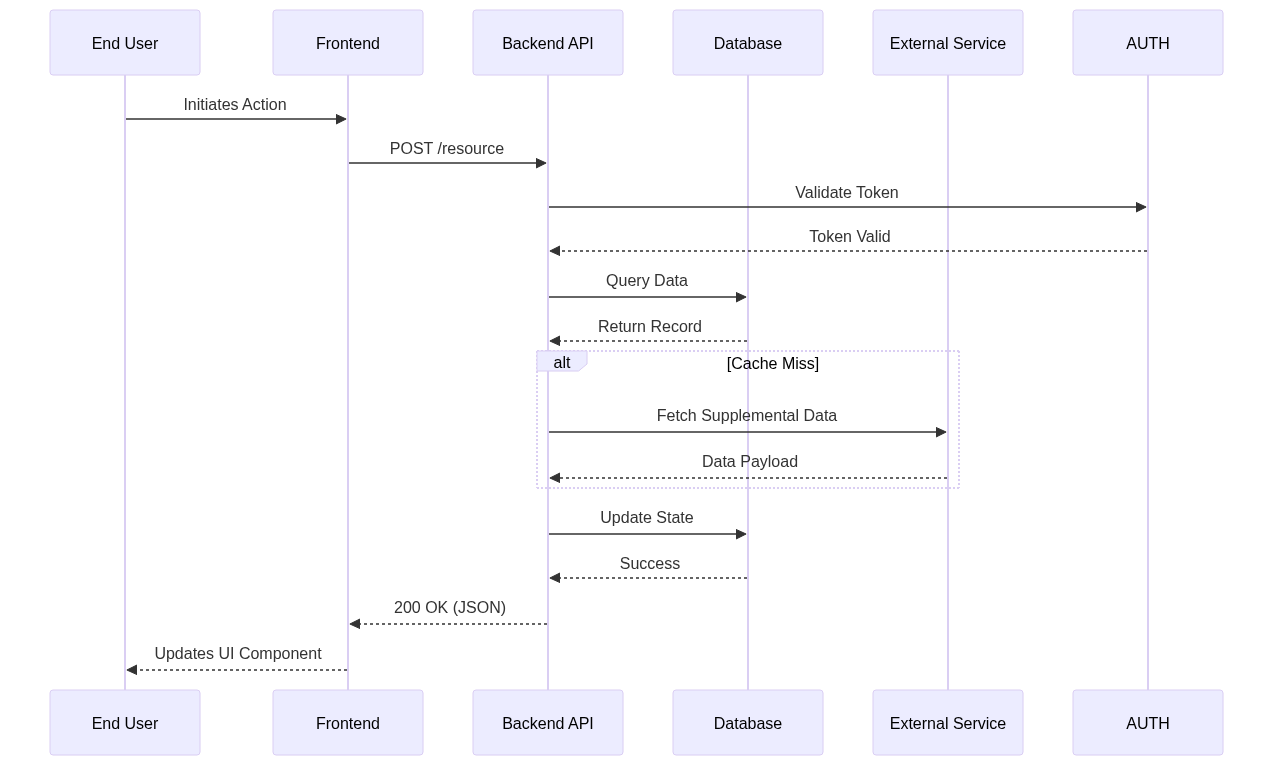 End User
Frontend
Backend API
Database
External Service
AUTH
Initiates Action
POST /resource
Validate Token
Token Valid
Query Data
Return Record
alt
[Cache Miss]
Fetch Supplemental Data
Data Payload
Update State
Success
200 OK (JSON)
Updates UI Component
End User
Frontend
Backend API
Database
External Service
AUTH